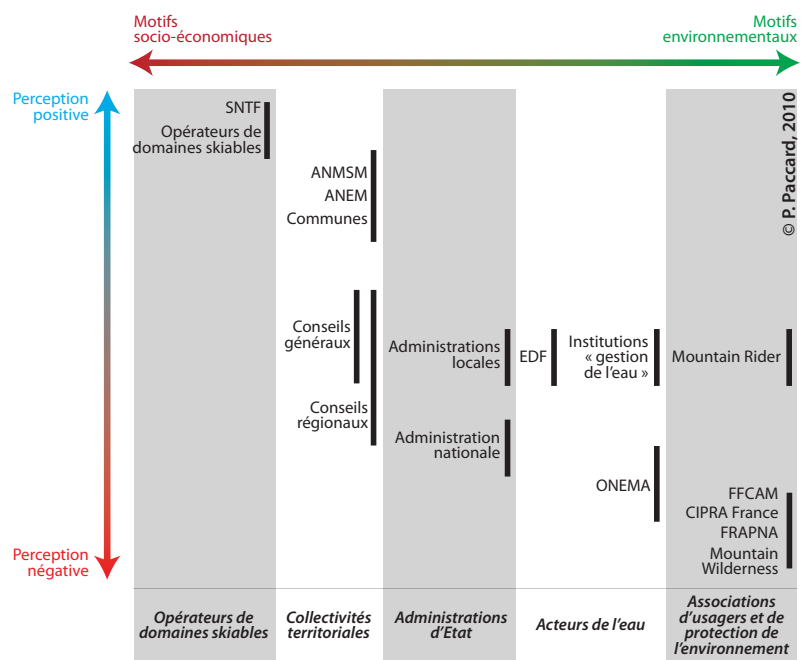 Motifs
socio-économiques
Motifs
environnementaux
Perception
positive
SNTF
Opérateurs de
domaines skiables
ANMSM
ANEM
Communes
Conseils
généraux
Conseils
régionaux
Administrations
locales
Administration
nationale
EDF
Institutions
« gestion
de l'eau »
ONEMA
Mountain Rider
FFCAM
CIPRA France
FRAPNA
Mountain
Wilderness
© P. Paccard, 2010
Perception
négative
Opérateurs de
domaines skiables
Collectivités
territoriales
Administrations
d'Etat
Acteurs de l'eau
Associations
d'usagers et de
protection de
l'environnement